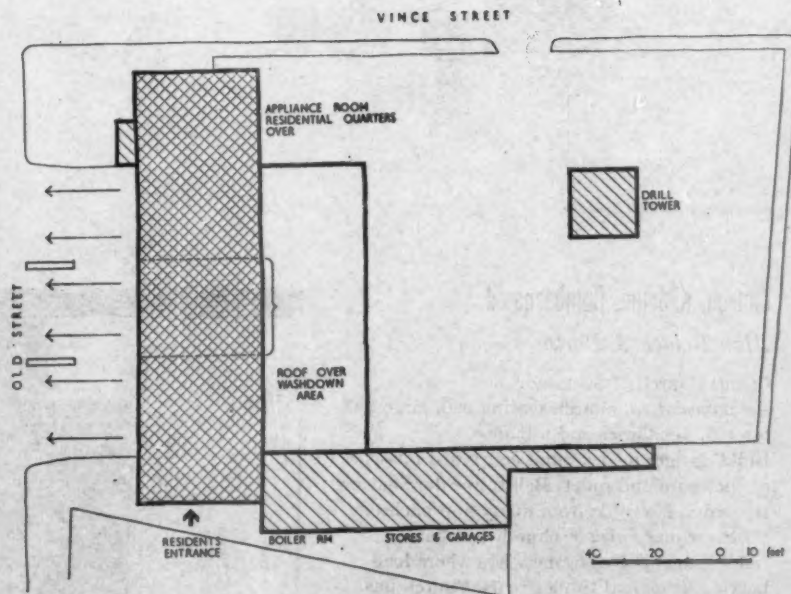 VINCE STREET
APPLIANCE ROOM
RESIDENTIAL QUARTERS
OVER
DRILL
TOWER
OLD STREET
ROOF OVER
WASHDOWN
AREA
RESIDENTS
ENTRANCE
BOILER RM
STORES & GARAGES
40 20 0 10 feet